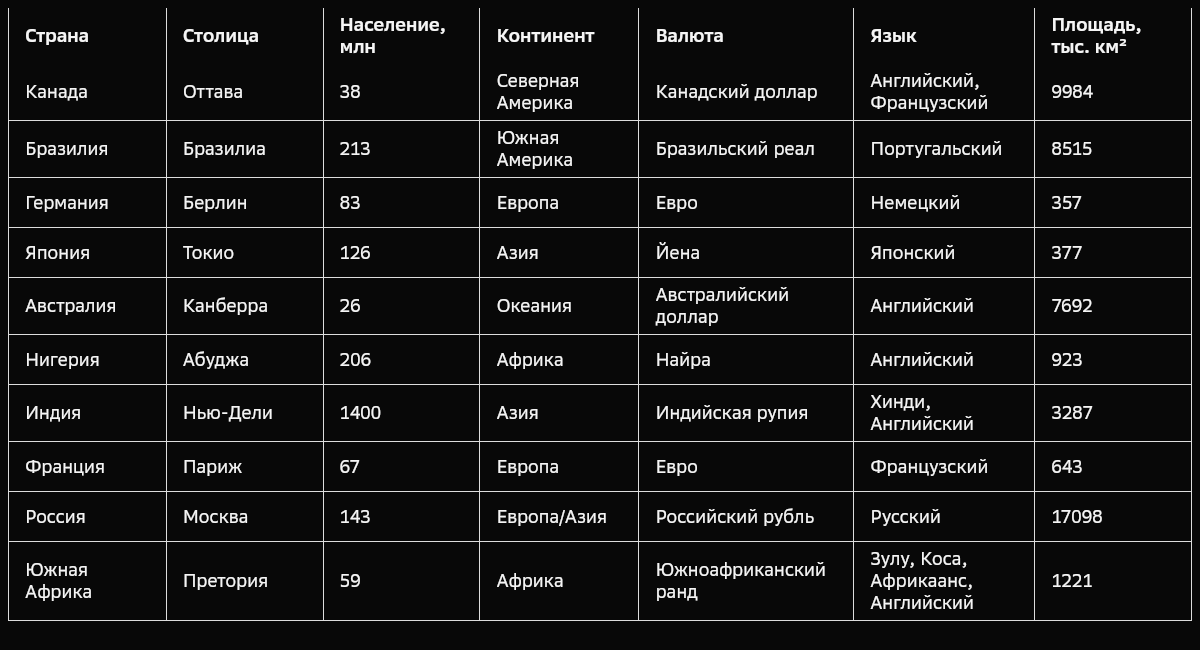 Страна Столица Население, млн Континент Валюта Язык Площадь, тыс. км²
Канада Оттава 38 Северная Америка Канадский доллар Английский, Французский 9984
Бразилия Бразилиа 213 Южная Америка Бразильский реал Португальский 8515
Германия Берлин 83 Европа Евро Немецкий 357
Япония Токио 126 Азия Йена Японский 377
Австралия Канберра 26 Океания Австралийский доллар Английский 7692
Нигерия Абуджа 206 Африка Найра Английский 923
Индия Нью-Дели 1400 Азия Индийская рупия Хинди, Английский 3287
Франция Париж 67 Европа Евро Французский 643
Россия Москва 143 Европа/Азия Российский рубль Русский 17098
Южная Африка Претория 59 Африка Южноафриканский ранд Зулу, Коса, Африкаанс, Английский 1221